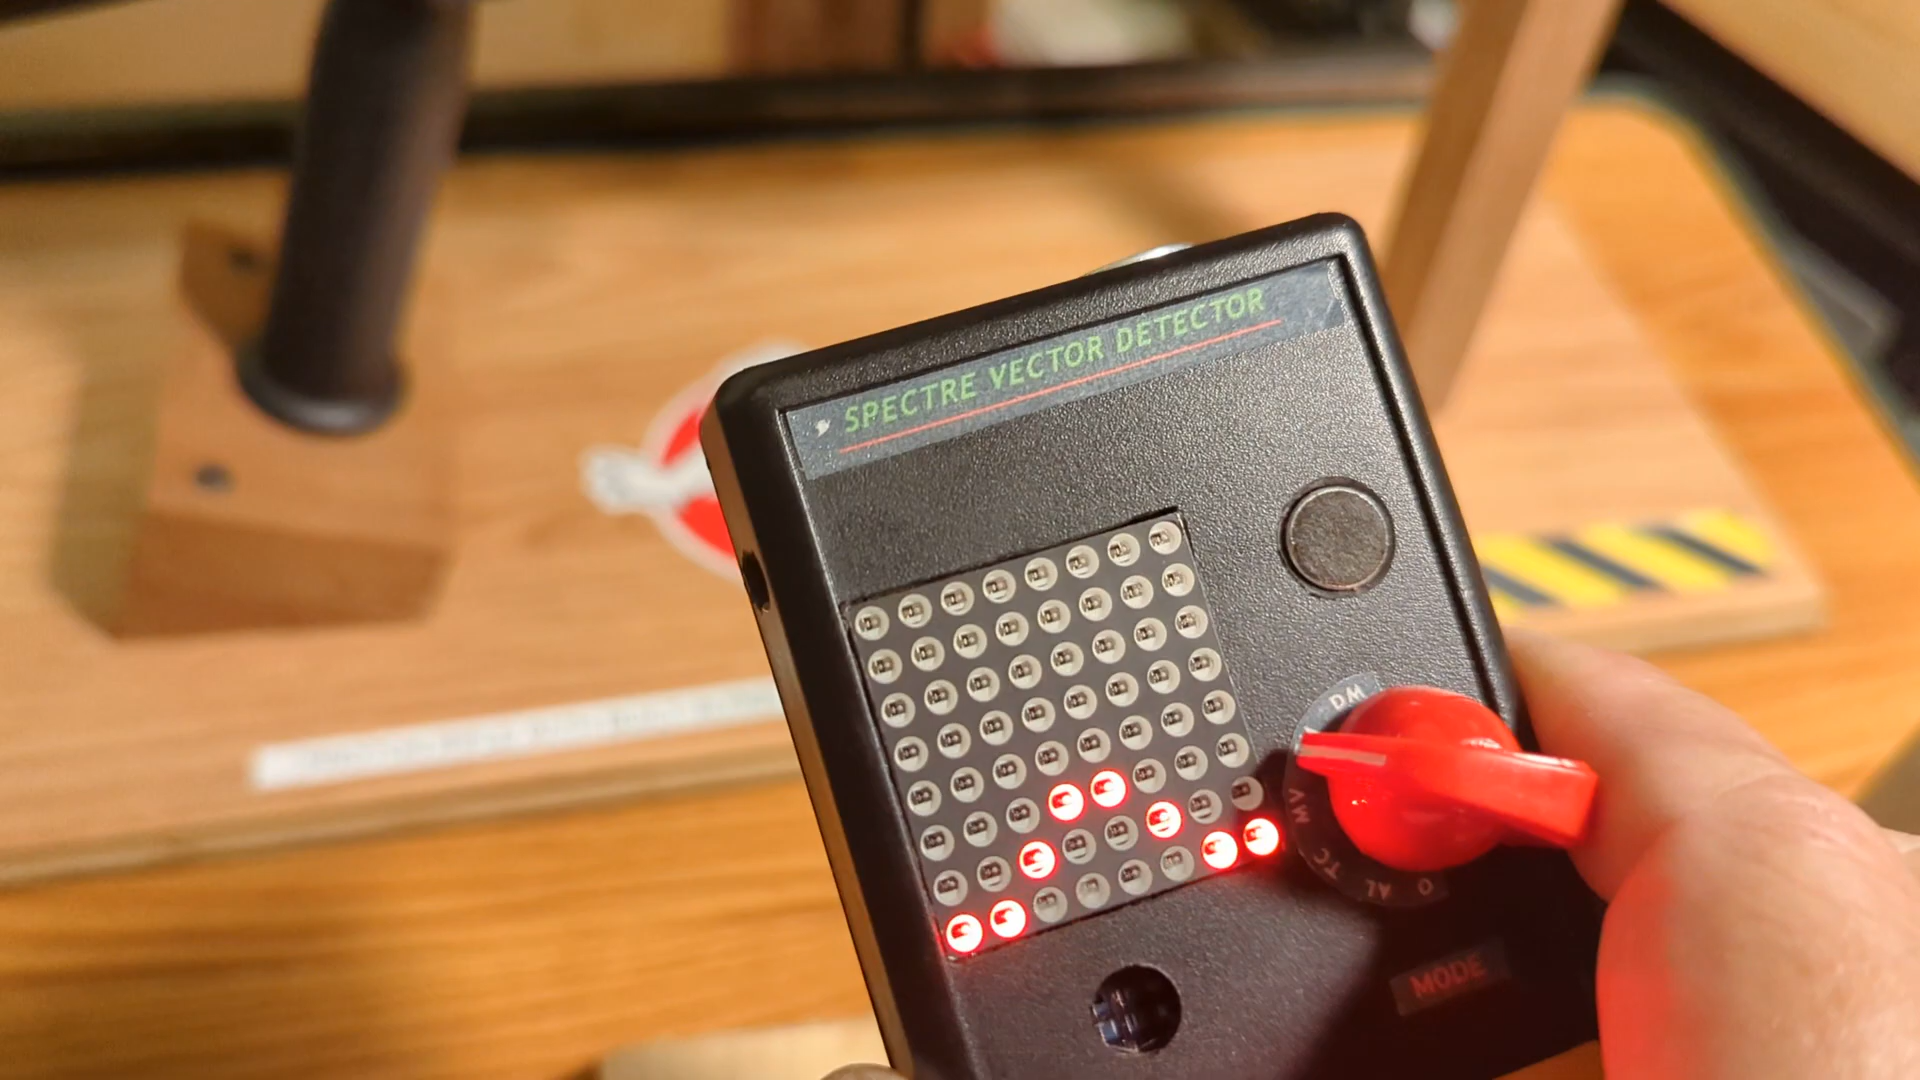 SPECTRE VECTOR DETECTOR
DM
MV
TC
AL
O
MODE